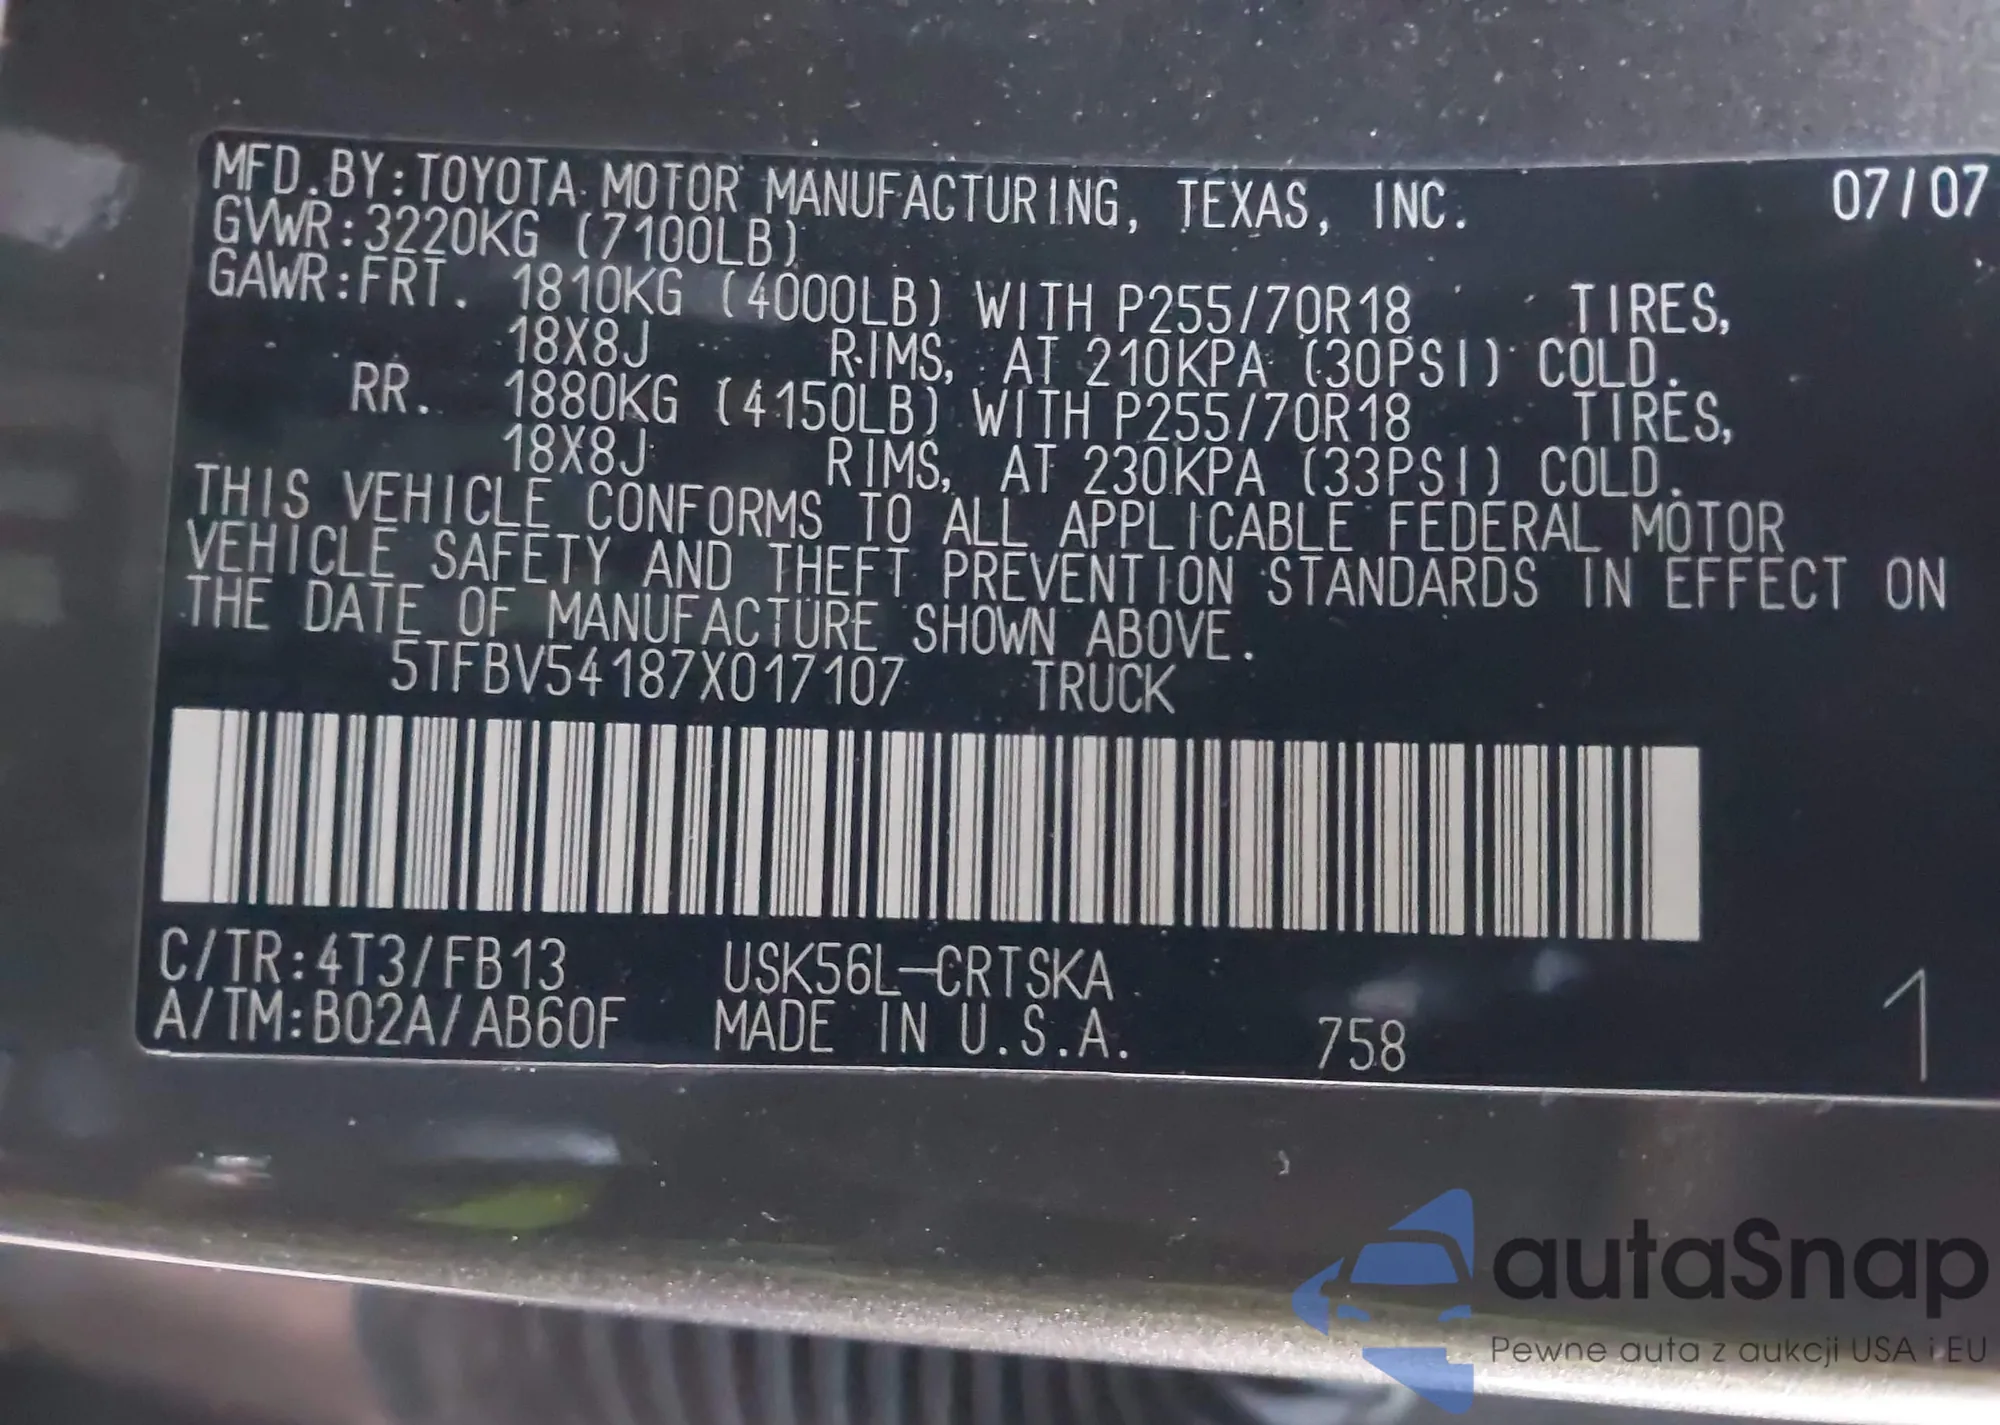 MFD.BY:TOYOTA MOTOR MANUFACTURING, TEXAS, INC. 07/07
GVWR:3220KG (7100LB)
GAWR:FRT. 1810KG (4000LB) WITH P255/70R18 TIRES,
18X8J RIMS, AT 210KPA (30PSI) COLD.
RR. 1880KG (4150LB) WITH P255/70R18 TIRES,
18X8J RIMS, AT 230KPA (33PSI) COLD.
THIS VEHICLE CONFORMS TO ALL APPLICABLE FEDERAL MOTOR
VEHICLE SAFETY AND THEFT PREVENTION STANDARDS IN EFFECT ON
THE DATE OF MANUFACTURE SHOWN ABOVE.
5TFBV54187X017107 TRUCK
C/TR:4T3/FB13 USK56L-CRTSKA
A/TM:B02A/AB60F MADE IN U.S.A. 758 1
autoSnap
Pewne auta z aukcji USA i EU